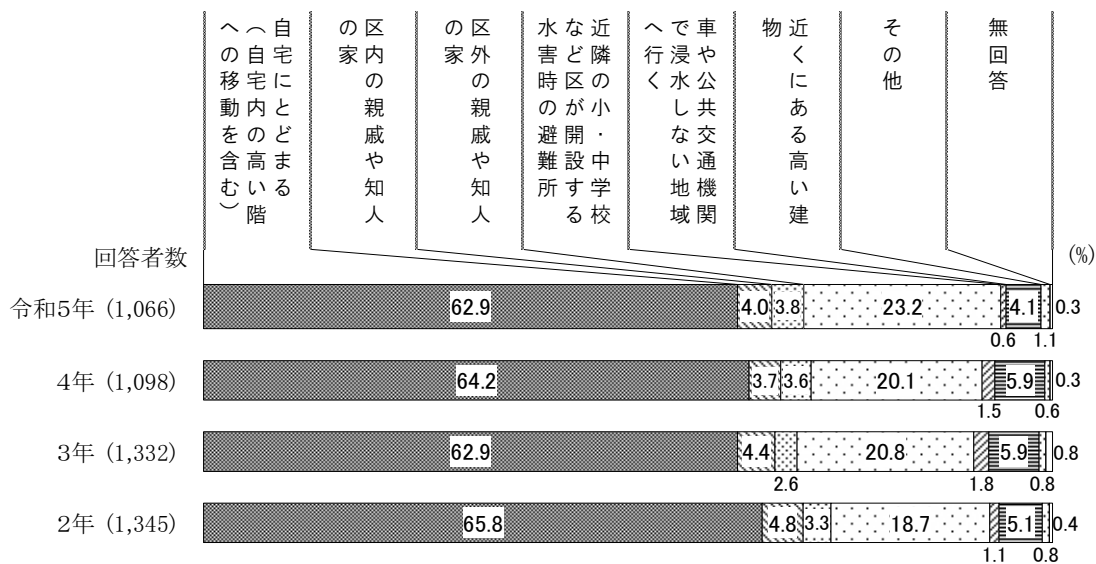 自宅にとどまる
（自宅内の高い階
への移動を含む）
区内の親戚や知人
の家
区外の親戚や知人
の家
近隣の小・中学校
など区が開設する
水害時の避難所
車や公共交通機関
で浸水しない地域
へ行く
近くにある高い建
物
その他
無回答
回答者数
(%)
令和5年 (1,066)
62.9
4.0
3.8
23.2
4.1
0.3
0.6
1.1
4年 (1,098)
64.2
3.7
3.6
20.1
5.9
0.3
1.5
0.6
3年 (1,332)
62.9
4.4
20.8
5.9
0.8
2.6
1.8
0.8
2年 (1,345)
65.8
4.8
3.3
18.7
5.1
0.4
1.1
0.8